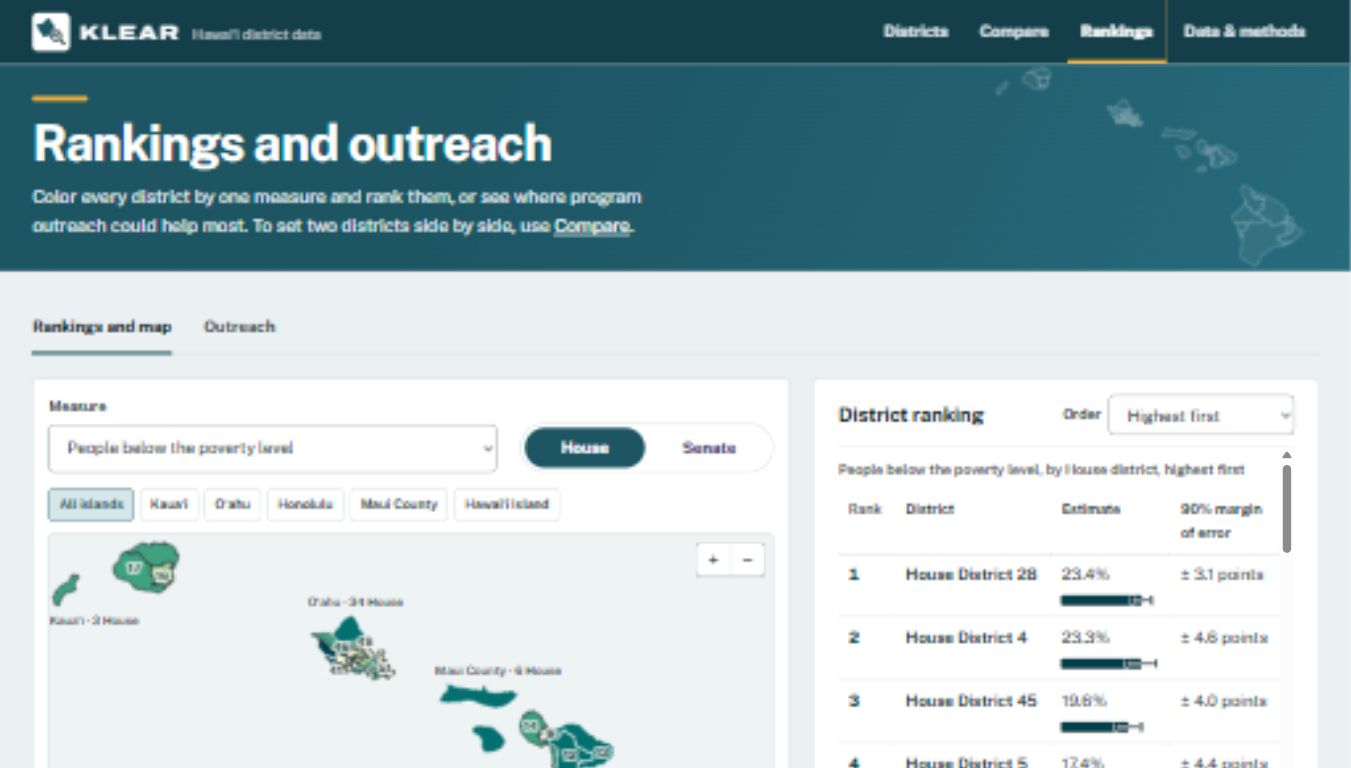 KLEAR Hawai'i district data
Districts Compare Rankings Data & methods
Rankings and outreach
Color every district by one measure and rank them, or see where program
outreach could help most. To set two districts side by side, use Compare.
Rankings and map Outreach
Measure
People below the poverty level
House Senate
All islands Kaua'i O'ahu Honolulu Maui County Hawai'i Island
+ −
Kaua'i · 3 House
O'ahu · 34 House
Maui County · 6 House
District ranking
Order Highest first
People below the poverty level, by House district, highest first
Rank District Estimate 90% margin
of error
1 House District 28 23.4% ± 3.1 points
2 House District 4 23.3% ± 4.6 points
3 House District 45 19.6% ± 4.0 points
4 House District 5 17.4% ± 4.4 points